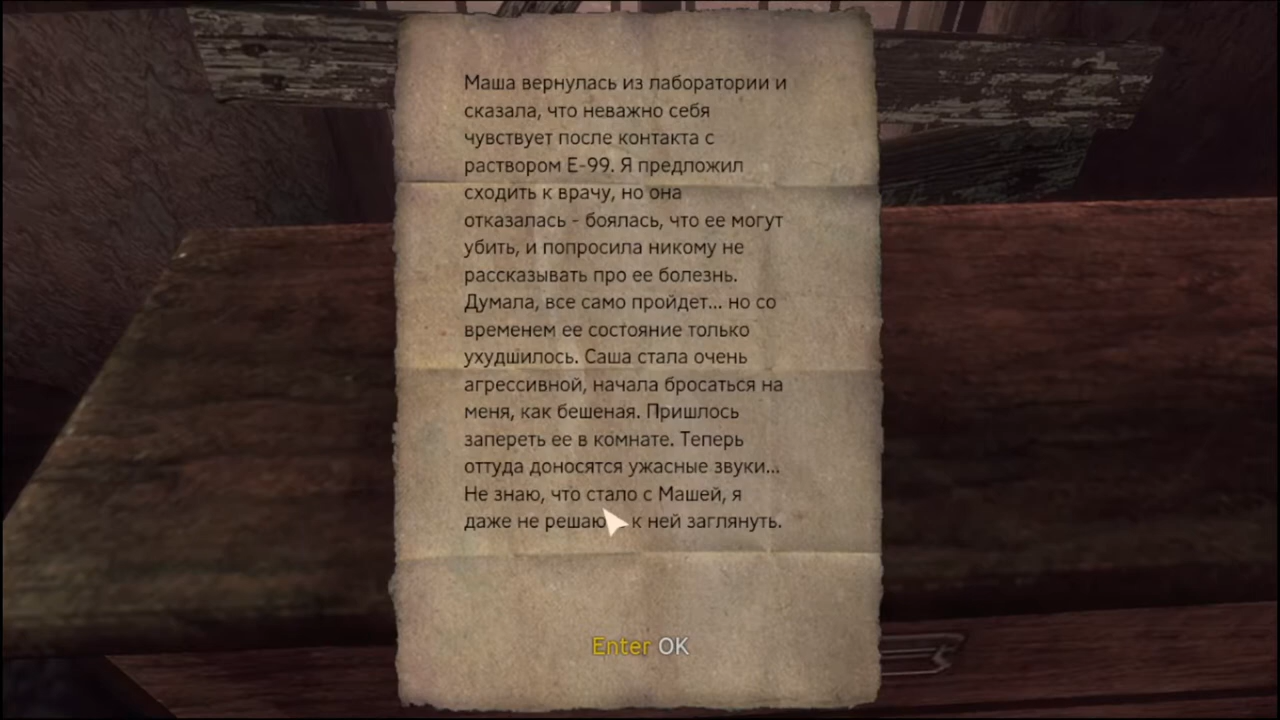 Маша вернулась из лаборатории и
сказала, что неважно себя
чувствует после контакта с
раствором Е-99. Я предложил
сходить к врачу, но она
отказалась - боялась, что ее могут
убить, и попросила никому не
рассказывать про ее болезнь.
Думала, все само пройдет... но со
временем ее состояние только
ухудшилось. Саша стала очень
агрессивной, начала бросаться на
меня, как бешеная. Пришлось
запереть ее в комнате. Теперь
оттуда доносятся ужасные звуки...
Не знаю, что стало с Машей, я
даже не к ней заглянуть.
Enter OK